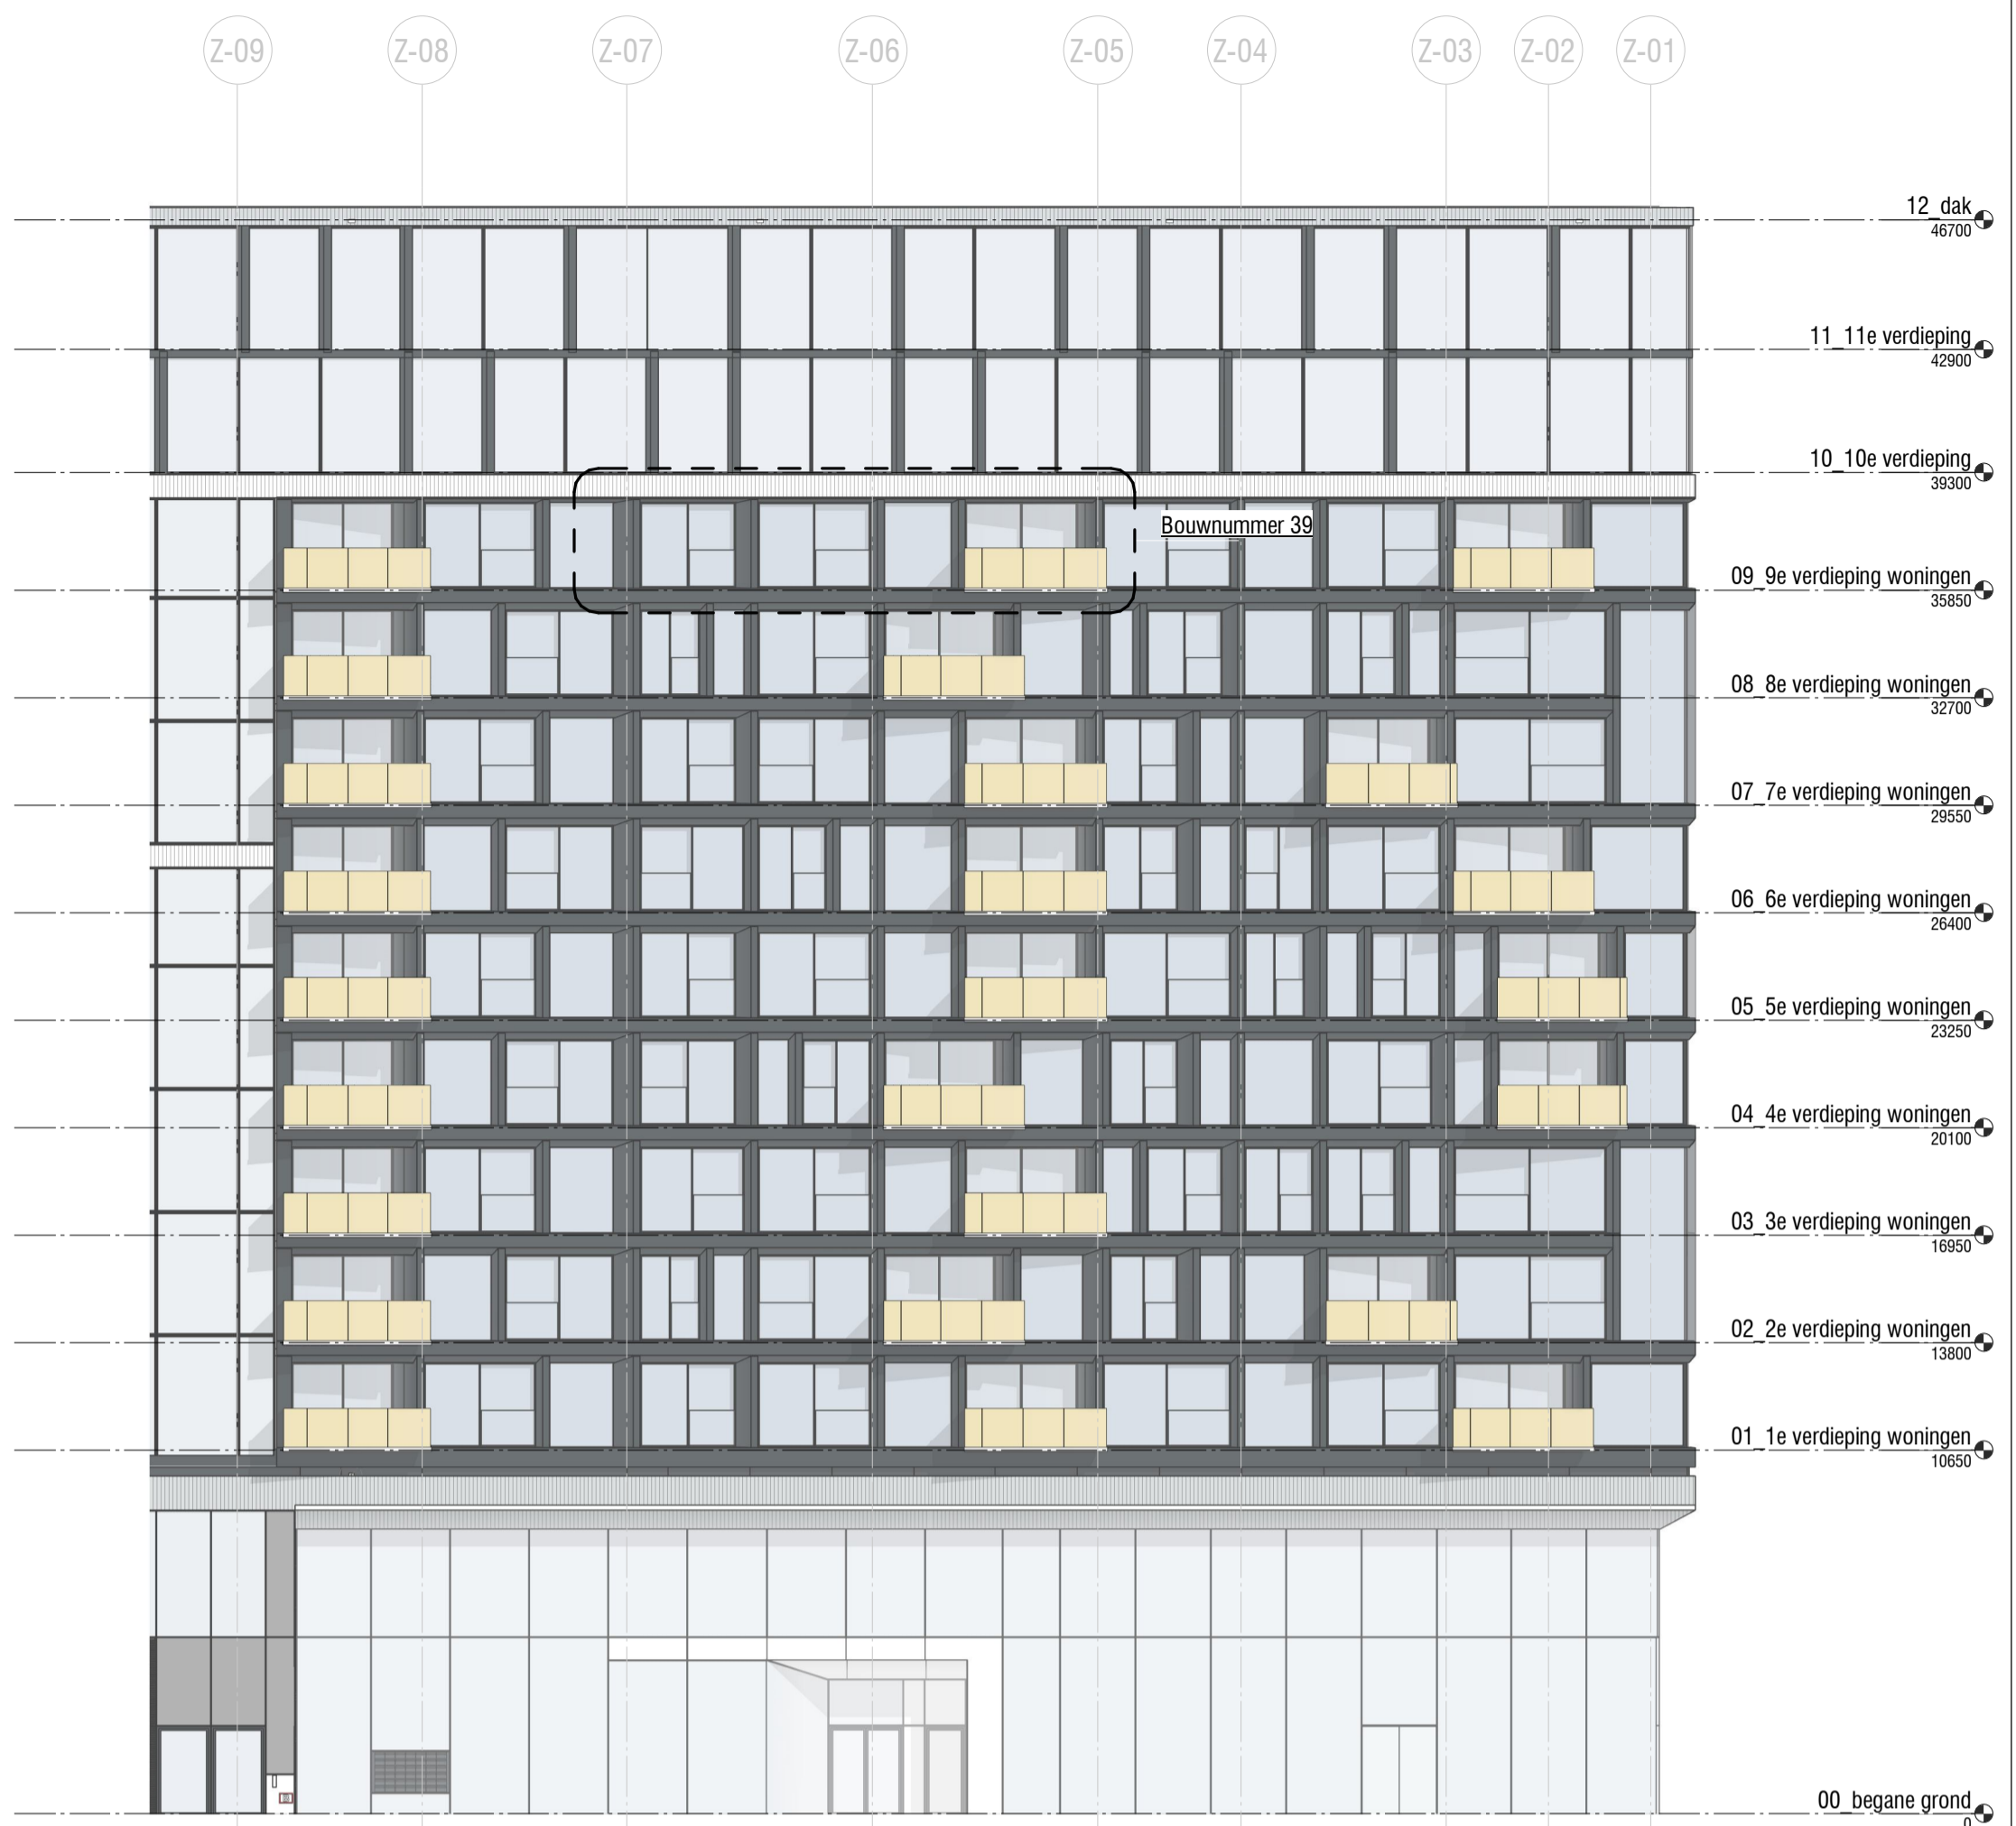 Z-09 Z-08 Z-07 Z-06 Z-05 Z-04 Z-03 Z-02 Z-01
12_dak
46700
11_11e verdieping
42900
10_10e verdieping
39300
Bouwnummer 39
09_9e verdieping woningen
35850
08_8e verdieping woningen
32700
07_7e verdieping woningen
29550
06_6e verdieping woningen
26400
05_5e verdieping woningen
23250
04_4e verdieping woningen
20100
03_3e verdieping woningen
16950
02_2e verdieping woningen
13800
01_1e verdieping woningen
10650
00_begane grond
0